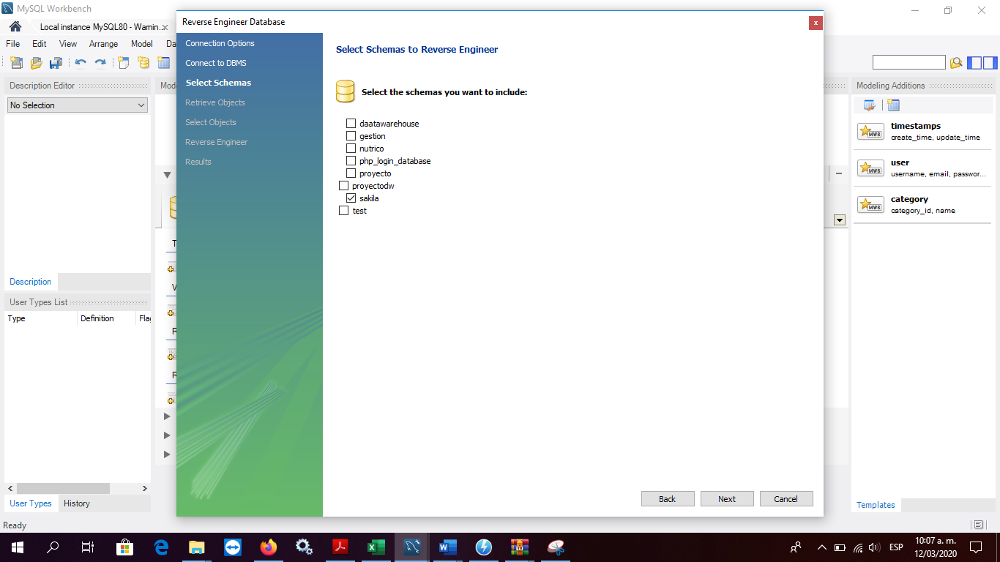 MySQL Workbench
Local instance MySQL80 - Warnin...
File Edit View Arrange Model Da
Reverse Engineer Database
Connection Options
Connect to DBMS
Select Schemas
Retrieve Objects
Select Objects
Reverse Engineer
Results
Select Schemas to Reverse Engineer
Select the schemas you want to include:
daatawarehouse
gestion
nutrico
php_login_database
proyecto
proyectodw
sakila
test
Back Next Cancel
Description Editor
No Selection
Description
User Types List
Type Definition Flag
User Types History
Mode
T
V
R
R
Modeling Additions
timestamps
create_time, update_time
user
username, email, passwor...
category
category_id, name
Templates
MWB
MWB
MWB
Ready
ESP
10:07 a. m.
12/03/2020